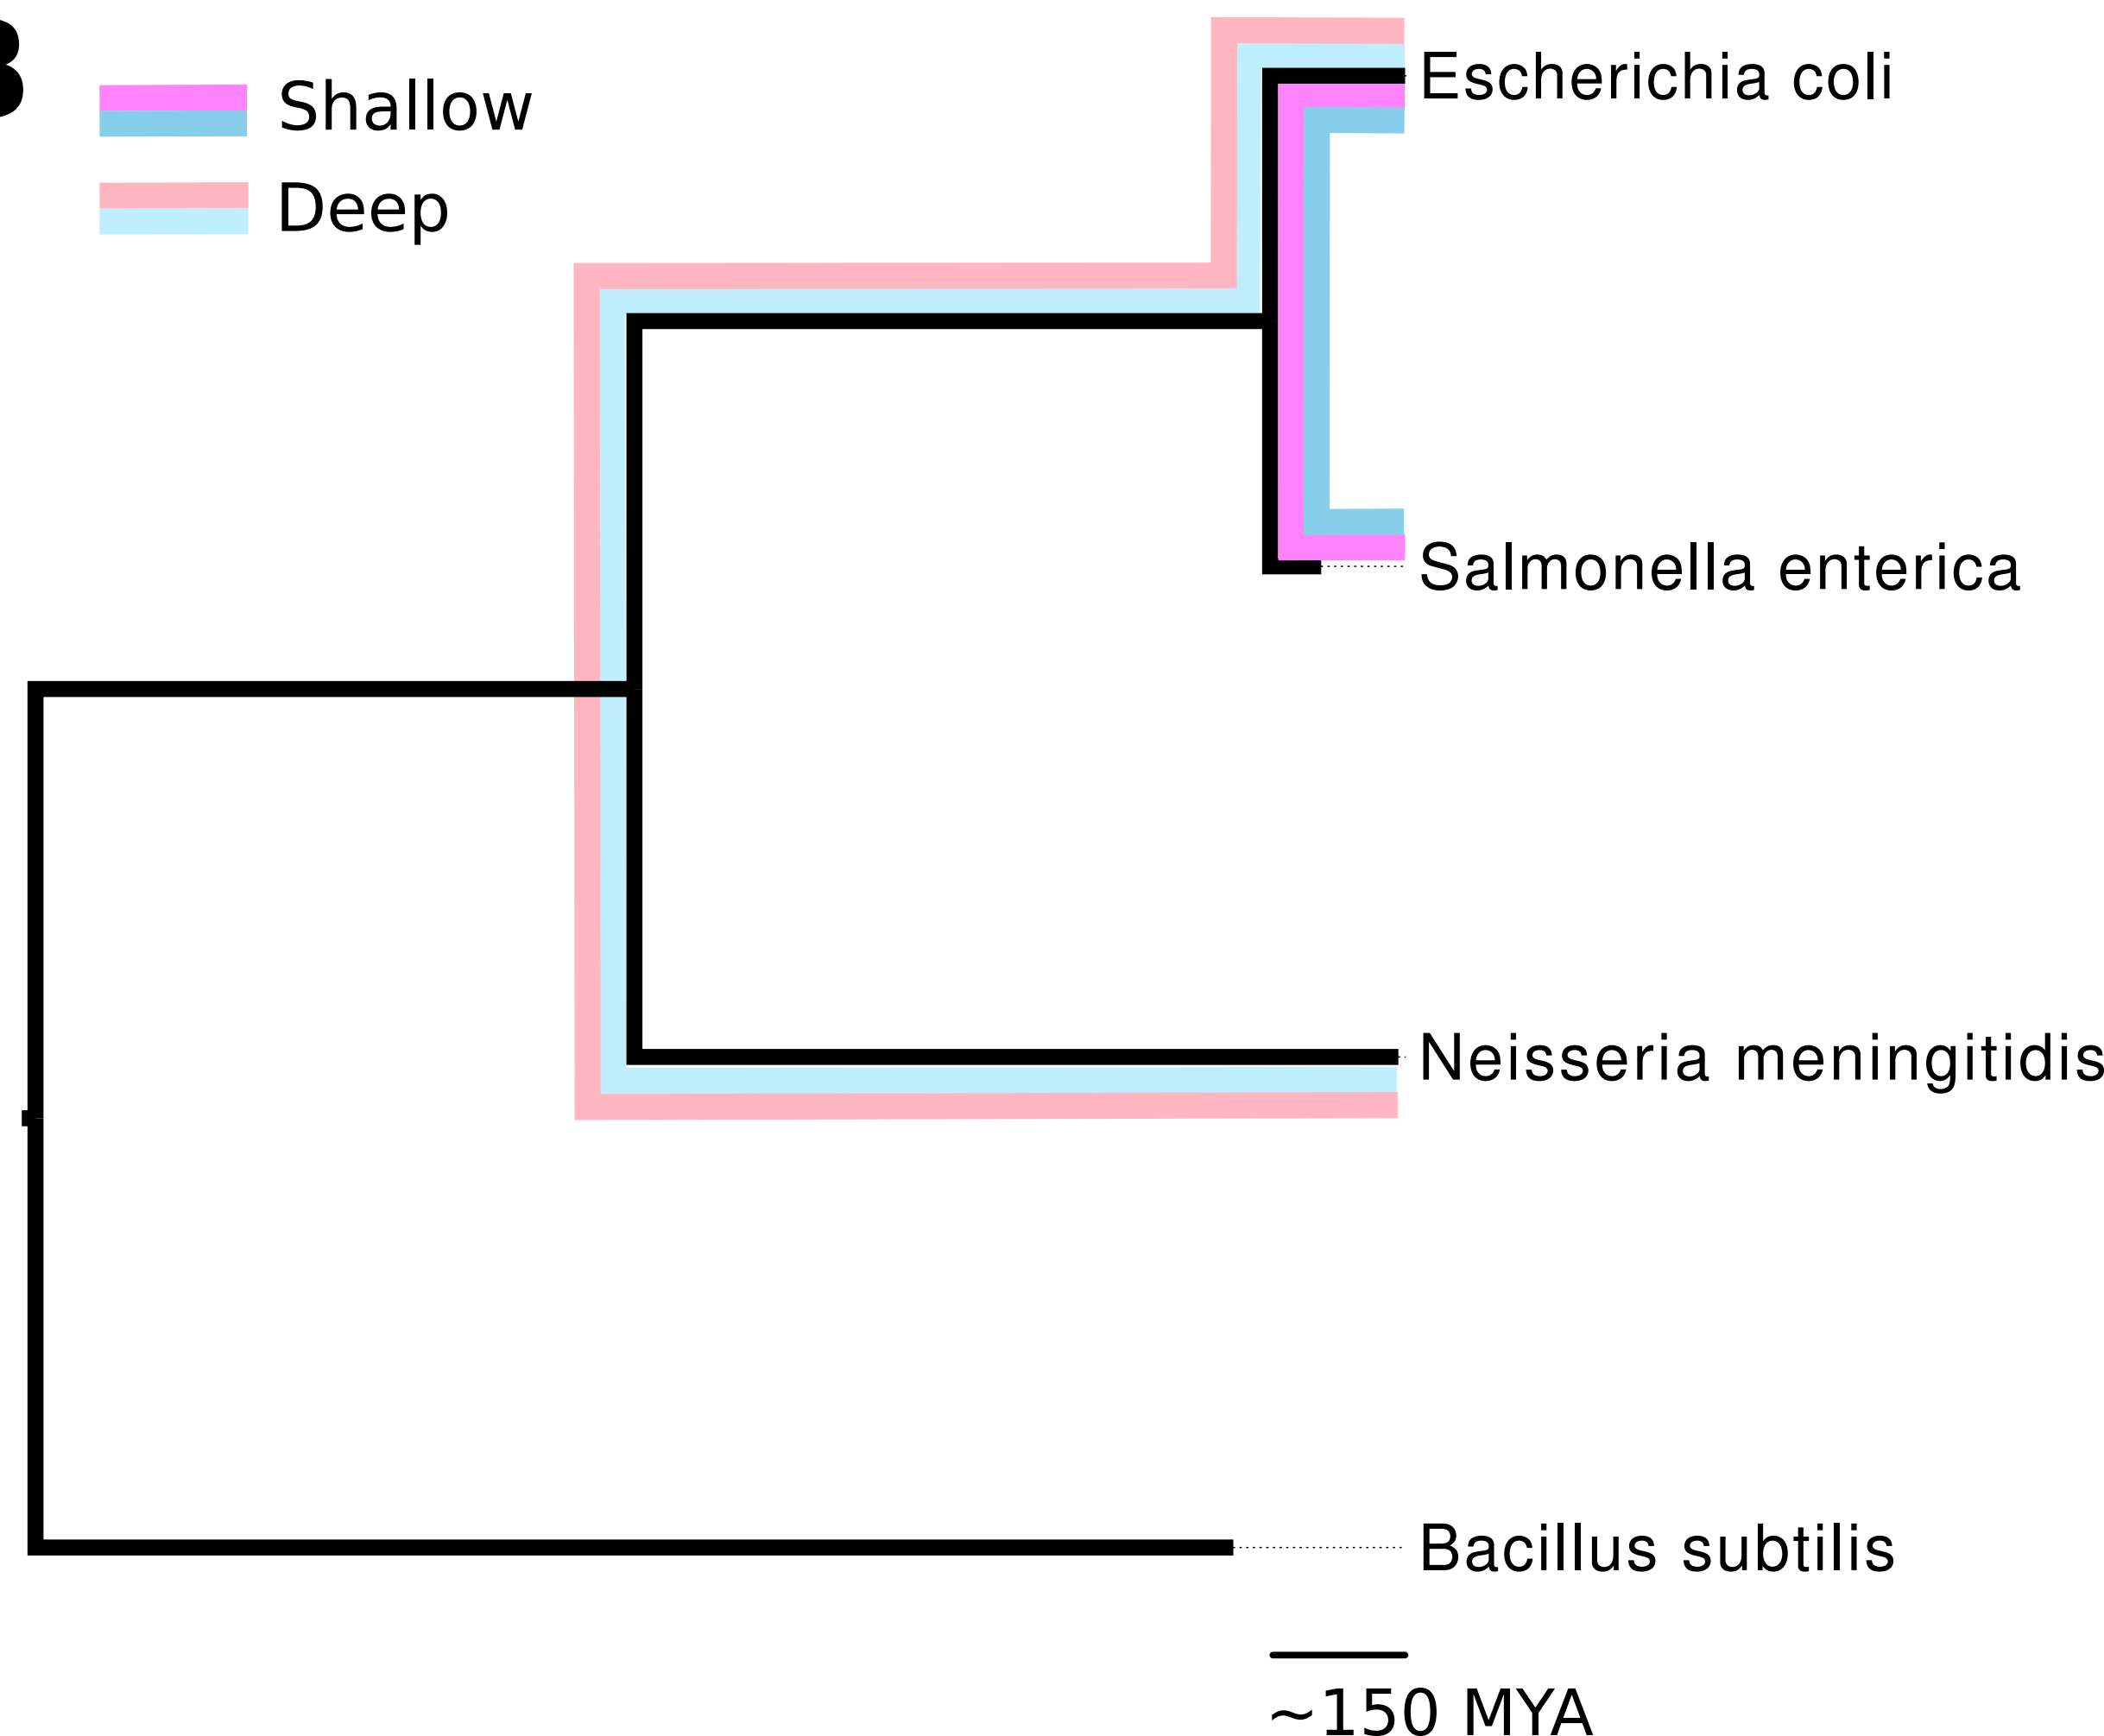 B
Shallow
Deep
Escherichia coli
Salmonella enterica
Neisseria meningitidis
Bacillus subtilis
~150 MYA